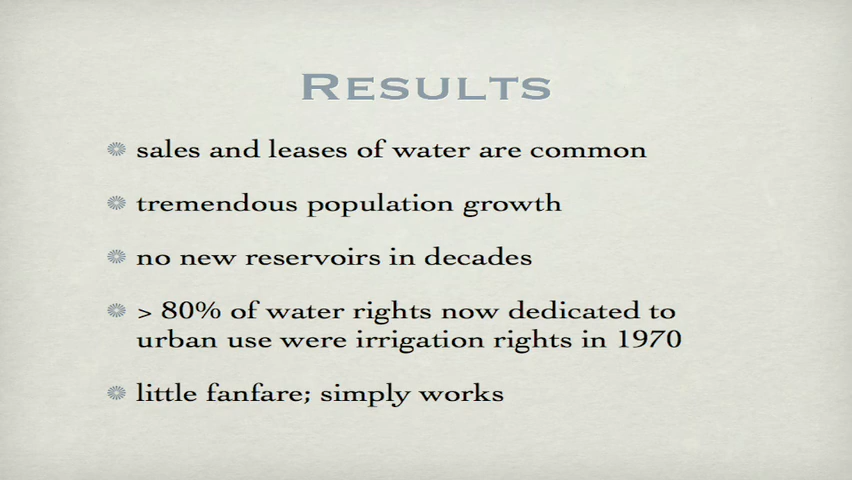 RESULTS
sales and leases of water are common
tremendous population growth
no new reservoirs in decades
> 80% of water rights now dedicated to
urban use were irrigation rights in 1970
little fanfare; simply works